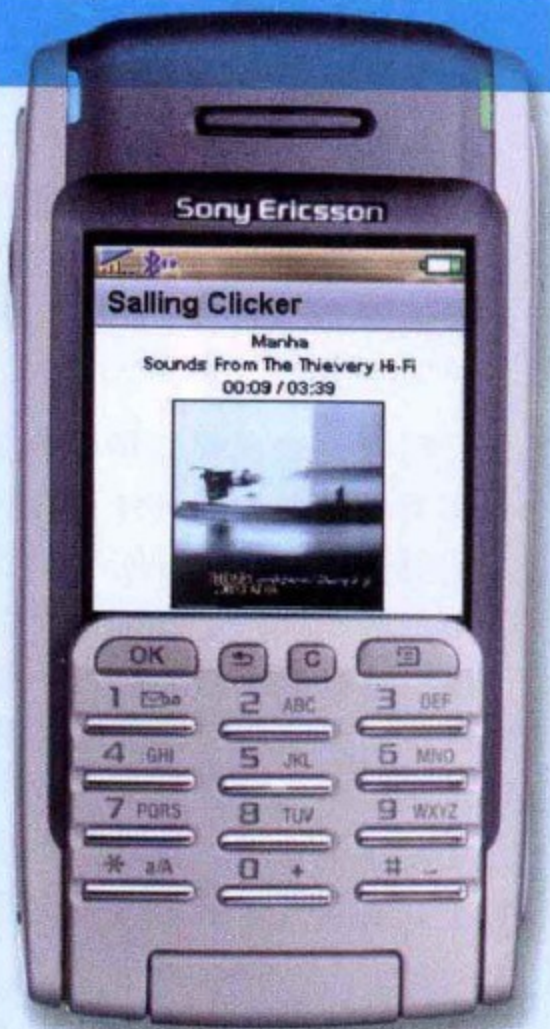 Sony Ericsson
Salling Clicker
Manha
Sounds From The Thievery Hi-Fi
00:09 / 03:39
OK
C
1
2 ABC
3 DEF
4 GHI
5 JKL
6 MNO
7 PQRS
8 TUV
9 WXYZ
* a/A
0 +
#